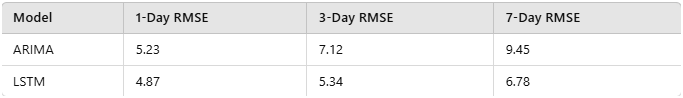 Model 1-Day RMSE 3-Day RMSE 7-Day RMSE
ARIMA 5.23 7.12 9.45
LSTM 4.87 5.34 6.78